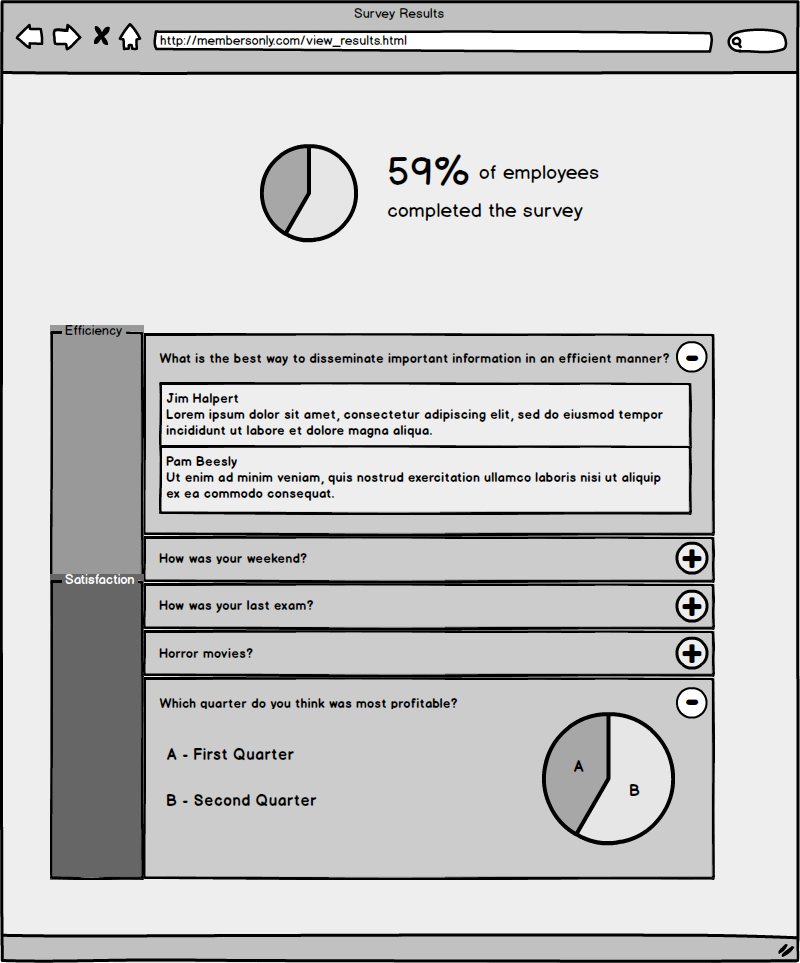 Survey Results
http://membersonly.com/view_results.html
59% of employees
completed the survey
Efficiency
What is the best way to disseminate important information in an efficient manner?
Jim Halpert
Lorem ipsum dolor sit amet, consectetur adipiscing elit, sed do eiusmod tempor
incididunt ut labore et dolore magna aliqua.
Pam Beesly
Ut enim ad minim veniam, quis nostrud exercitation ullamco laboris nisi ut aliquip
ex ea commodo consequat.
How was your weekend?
Satisfaction
How was your last exam?
Horror movies?
Which quarter do you think was most profitable?
A - First Quarter
B - Second Quarter
A
B